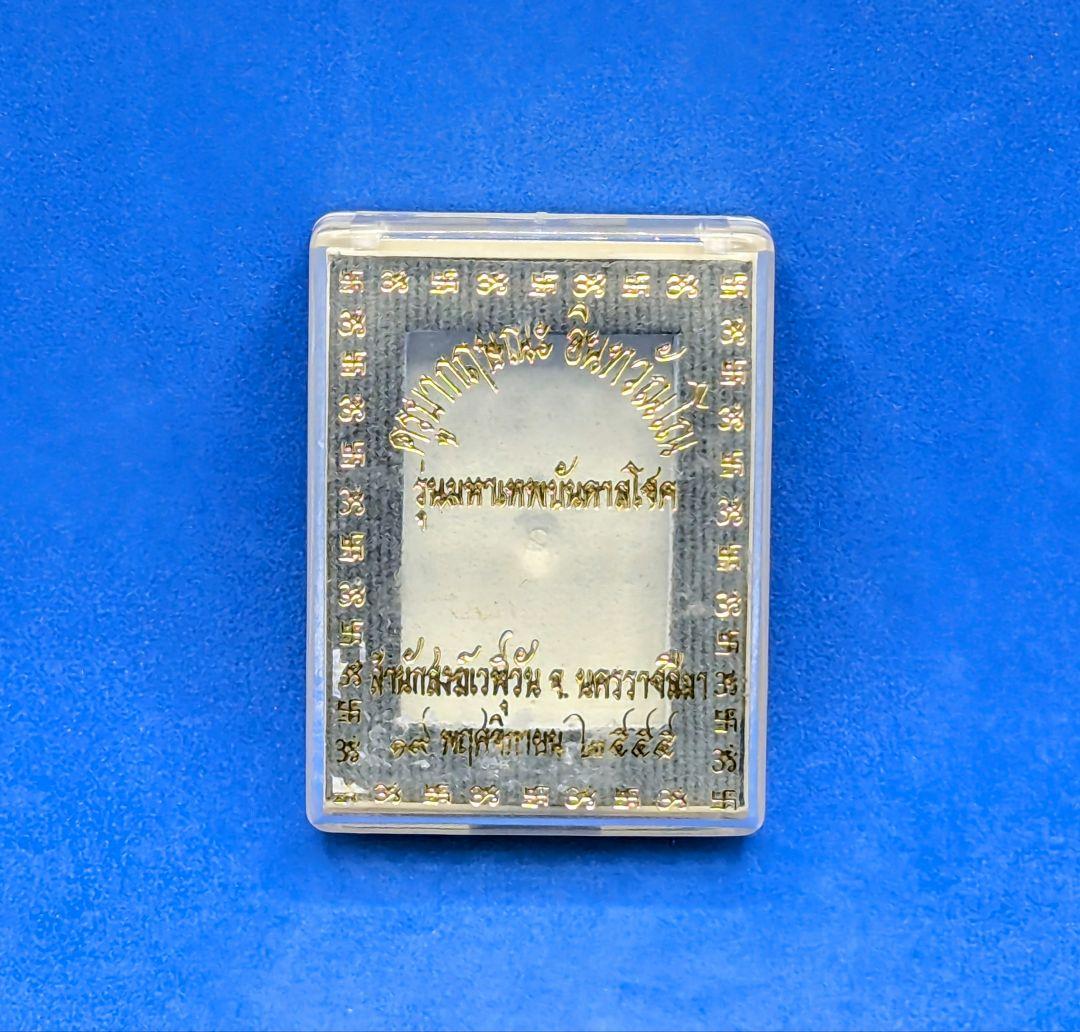 ครูบากฤษณะ อินทวณฺโณ
รุ่นมหาเทพบันดาลโชค
สำนักสงฆ์เวฬุวัน จ. นครราชสีมา
๑๙ พฤศจิกายน ๒๕๕๕